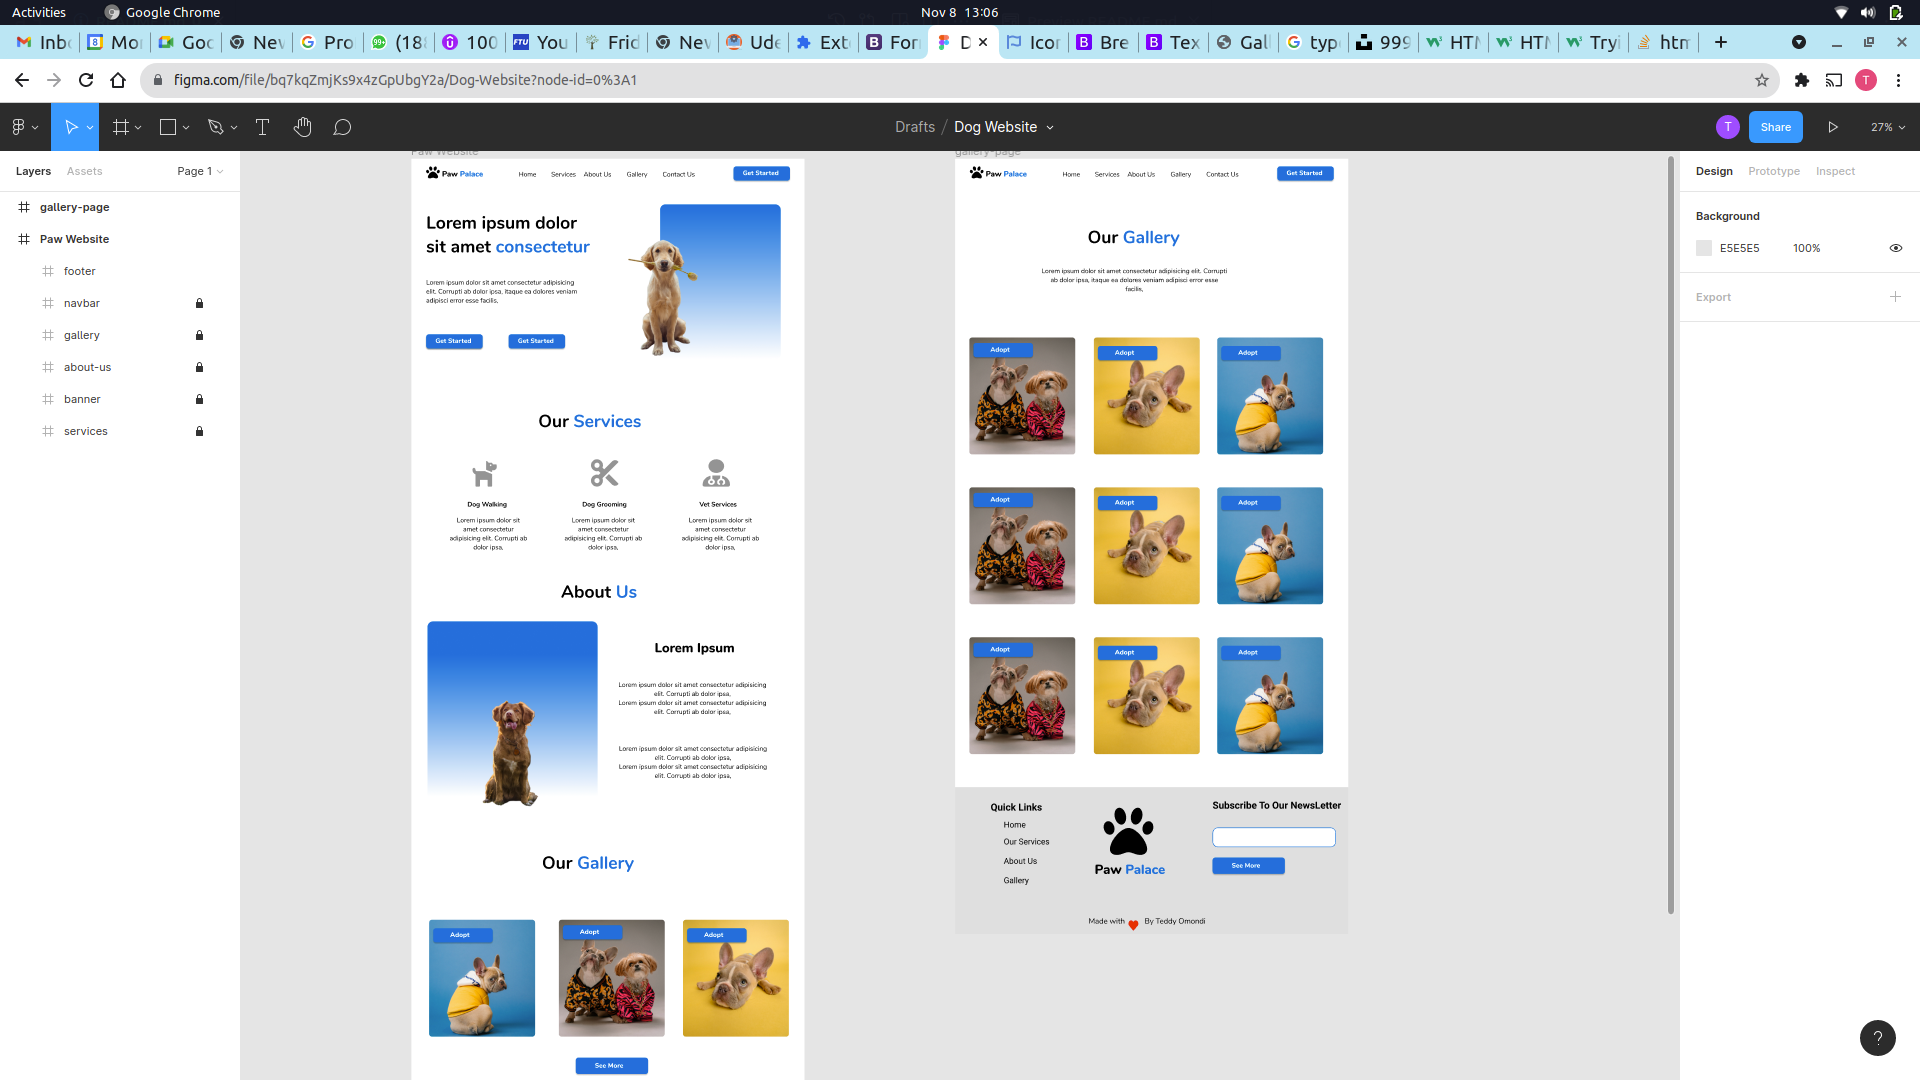 Activities
Google Chrome
Nov 8 13:06
Inb
Mo
Goo
Nev
Pro
(18
100
You
Frid
Nev
Ude
Ext
For
D
Icor
Bre
Tex
Gal
typ
999
HTM
HTM
Tryi
htm
figma.com/file/bq7kqZmjKs9x4zGpUbgY2a/Dog-Website?node-id=0%3A1
T
Drafts / Dog Website
T
Share
27%
Layers
Assets
Page 1
gallery-page
Paw Website
footer
navbar
gallery
about-us
banner
services
Paw Website
Paw Palace
Home
Services
About Us
Gallery
Contact Us
Get Started
Lorem ipsum dolor
sit amet consectetur
Lorem ipsum dolor sit amet consectetur adipisicing
elit. Corrupti ab dolor ipsa, itaque ea dolores veniam
adipisci error esse facilis,
Get Started
Get Started
Our Services
Dog Walking
Lorem ipsum dolor sit
amet consectetur
adipisicing elit. Corrupti ab
dolor ipsa,
Dog Grooming
Lorem ipsum dolor sit
amet consectetur
adipisicing elit. Corrupti ab
dolor ipsa,
Vet Services
Lorem ipsum dolor sit
amet consectetur
adipisicing elit. Corrupti ab
dolor ipsa,
About Us
Lorem Ipsum
Lorem ipsum dolor sit amet consectetur adipisicing
elit. Corrupti ab dolor ipsa,
Lorem ipsum dolor sit amet consectetur adipisicing
elit. Corrupti ab dolor ipsa,
Lorem ipsum dolor sit amet consectetur adipisicing
elit. Corrupti ab dolor ipsa,
Lorem ipsum dolor sit amet consectetur adipisicing
elit. Corrupti ab dolor ipsa,
Our Gallery
Adopt
Adopt
Adopt
See More
gallery-page
Paw Palace
Home
Services
About Us
Gallery
Contact Us
Get Started
Our Gallery
Lorem ipsum dolor sit amet consectetur adipisicing elit. Corrupti
ab dolor ipsa, itaque ea dolores veniam adipisci error esse
facilis,
Adopt
Adopt
Adopt
Adopt
Adopt
Adopt
Adopt
Adopt
Adopt
Quick Links
Home
Our Services
About Us
Gallery
Paw Palace
Subscribe To Our NewsLetter
See More
Made with
By Teddy Omondi
Design
Prototype
Inspect
Background
E5E5E5
100%
Export
?